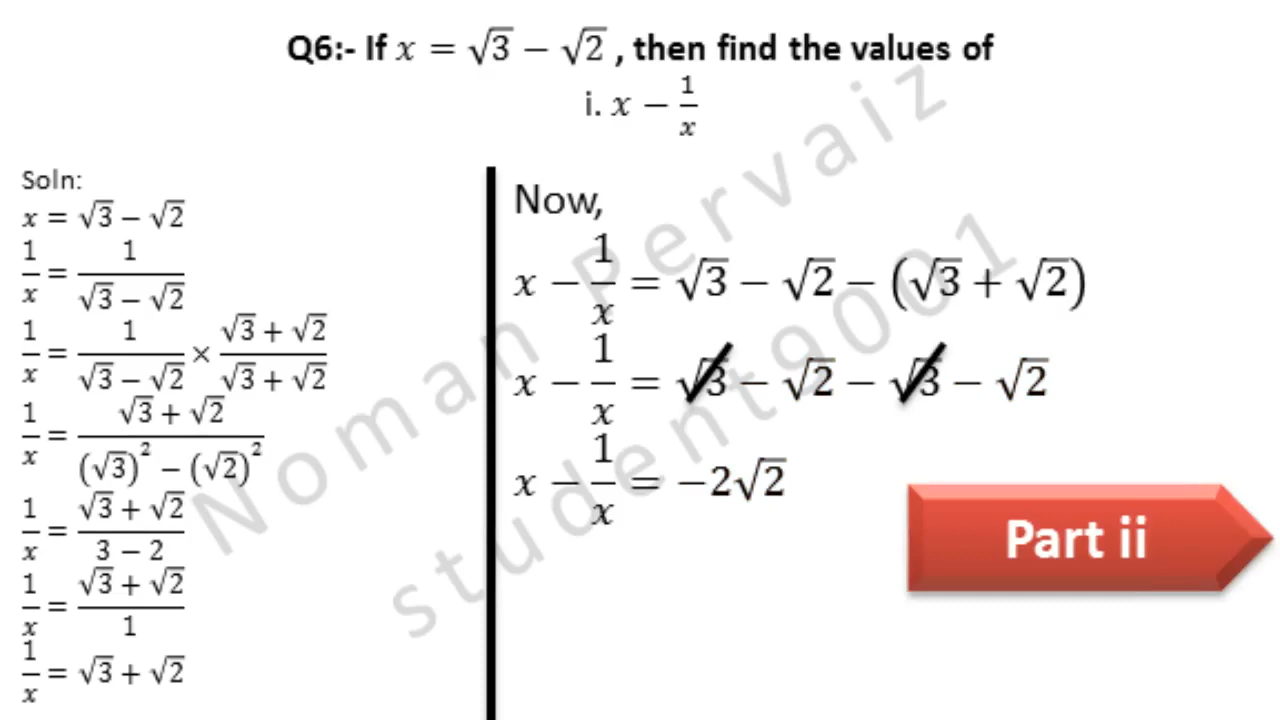 Q6:- If x = √3 − √2 , then find the values of
i. x − 1/x
Soln:
x = √3 − √2
1/x = 1/(√3 − √2)
1/x = 1/(√3 − √2) × (√3 + √2)/(√3 + √2)
1/x = (√3 + √2)/((√3)² − (√2)²)
1/x = (√3 + √2)/(3 − 2)
1/x = (√3 + √2)/1
1/x = √3 + √2
Now,
x − 1/x = √3 − √2 − (√3 + √2)
x − 1/x = √3 − √2 − √3 − √2
x − 1/x = −2√2
Part ii
Noman Pervaiz
student9001